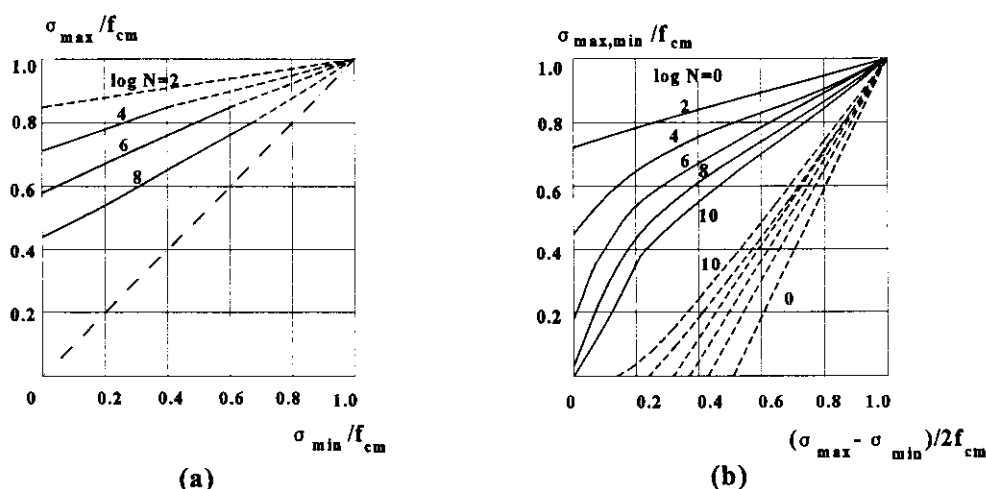 σ max /f cm
1.0
0.8
0.6
0.4
0.2
log N=2
4
6
8
0 0.2 0.4 0.6 0.8 1.0
σ min /f cm
(a)
σ max,min /f cm
1.0
0.8
0.6
0.4
0.2
log N=0
2
4
6
8
10
10
0
0 0.2 0.4 0.6 0.8 1.0
(σ max - σ min )/2f cm
(b)